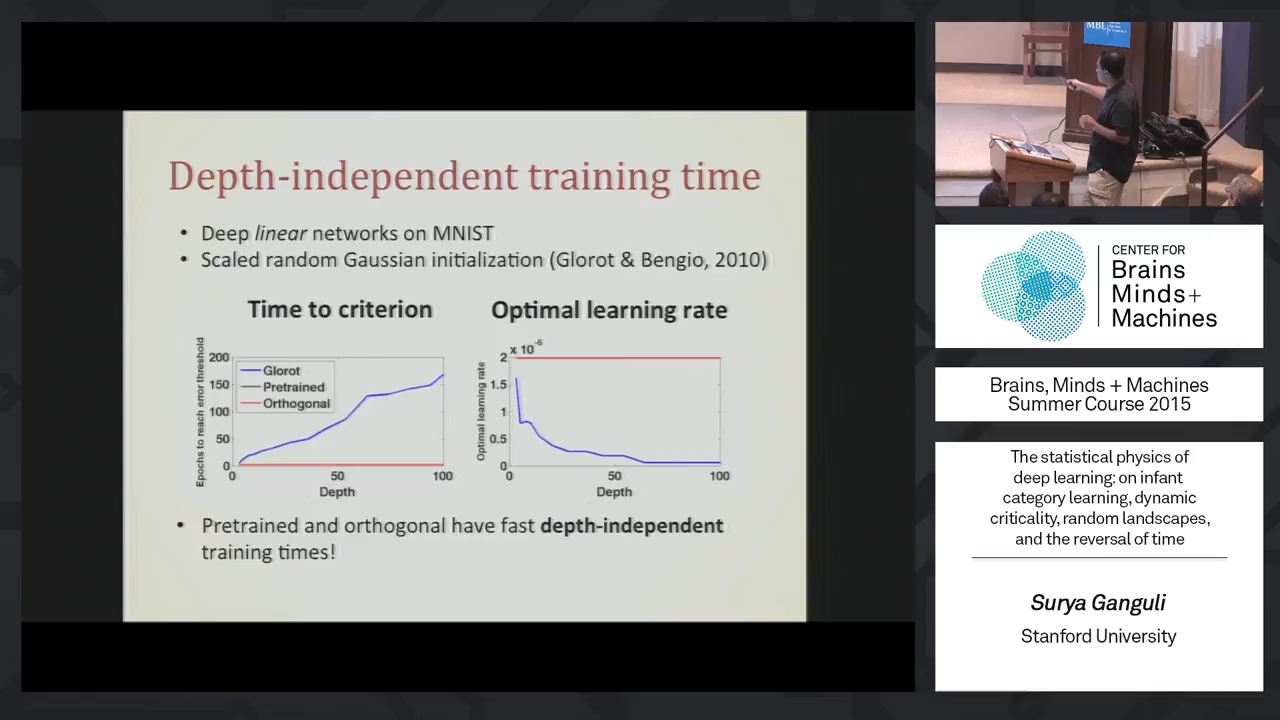 Depth-independent training time
• Deep linear networks on MNIST
• Scaled random Gaussian initialization (Glorot & Bengio, 2010)
Time to criterion
Optimal learning rate
Epochs to reach error threshold
200
150
100
50
0
Glorot
Pretrained
Orthogonal
0
50
100
Depth
Optimal learning rate
x 10⁻⁶
2
1.5
1
0.5
0
0
50
100
Depth
• Pretrained and orthogonal have fast depth-independent
training times!
MBL
CENTER FOR
Brains
Minds+
Machines
Brains, Minds + Machines
Summer Course 2015
The statistical physics of
deep learning: on infant
category learning, dynamic
criticality, random landscapes,
and the reversal of time
Surya Ganguli
Stanford University